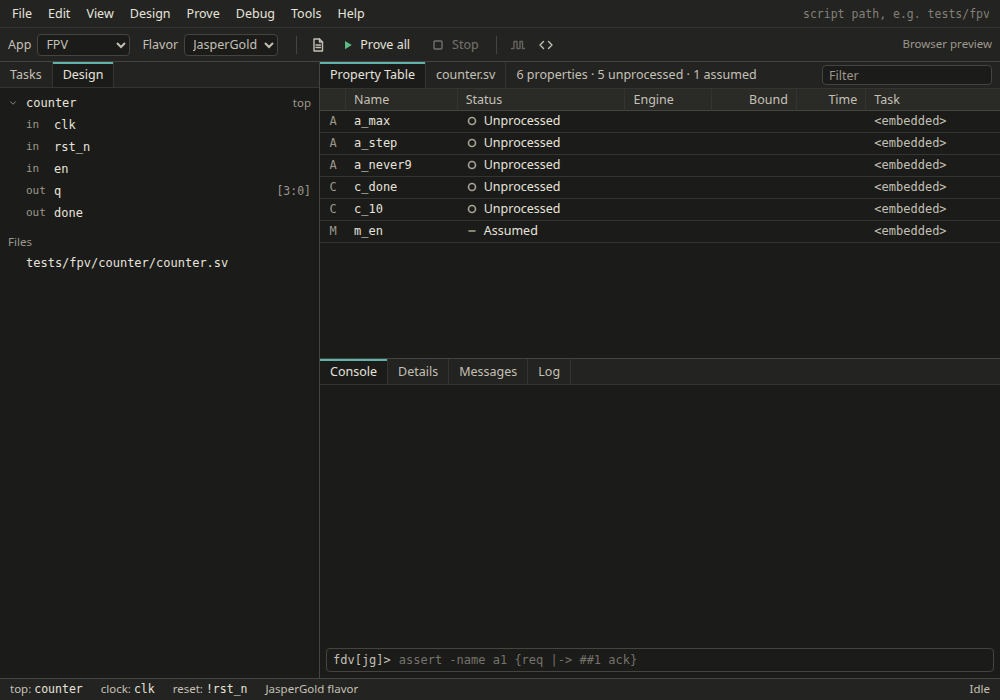 File Edit View Design Prove Debug Tools Help script path, e.g. tests/fpv
App FPV Flavor JasperGold Prove all Stop Browser preview
Tasks Design Property Table counter.sv 6 properties · 5 unprocessed · 1 assumed Filter
counter top
in clk
in rst_n
in en
out q [3:0]
out done
Files
tests/fpv/counter/counter.sv
Name Status Engine Bound Time Task
A a_max Unprocessed <embedded>
A a_step Unprocessed <embedded>
A a_never9 Unprocessed <embedded>
C c_done Unprocessed <embedded>
C c_10 Unprocessed <embedded>
M m_en Assumed <embedded>
Console Details Messages Log
fdv[jg]> assert -name a1 {req |-> ##1 ack}
top: counter clock: clk reset: !rst_n JasperGold flavor Idle